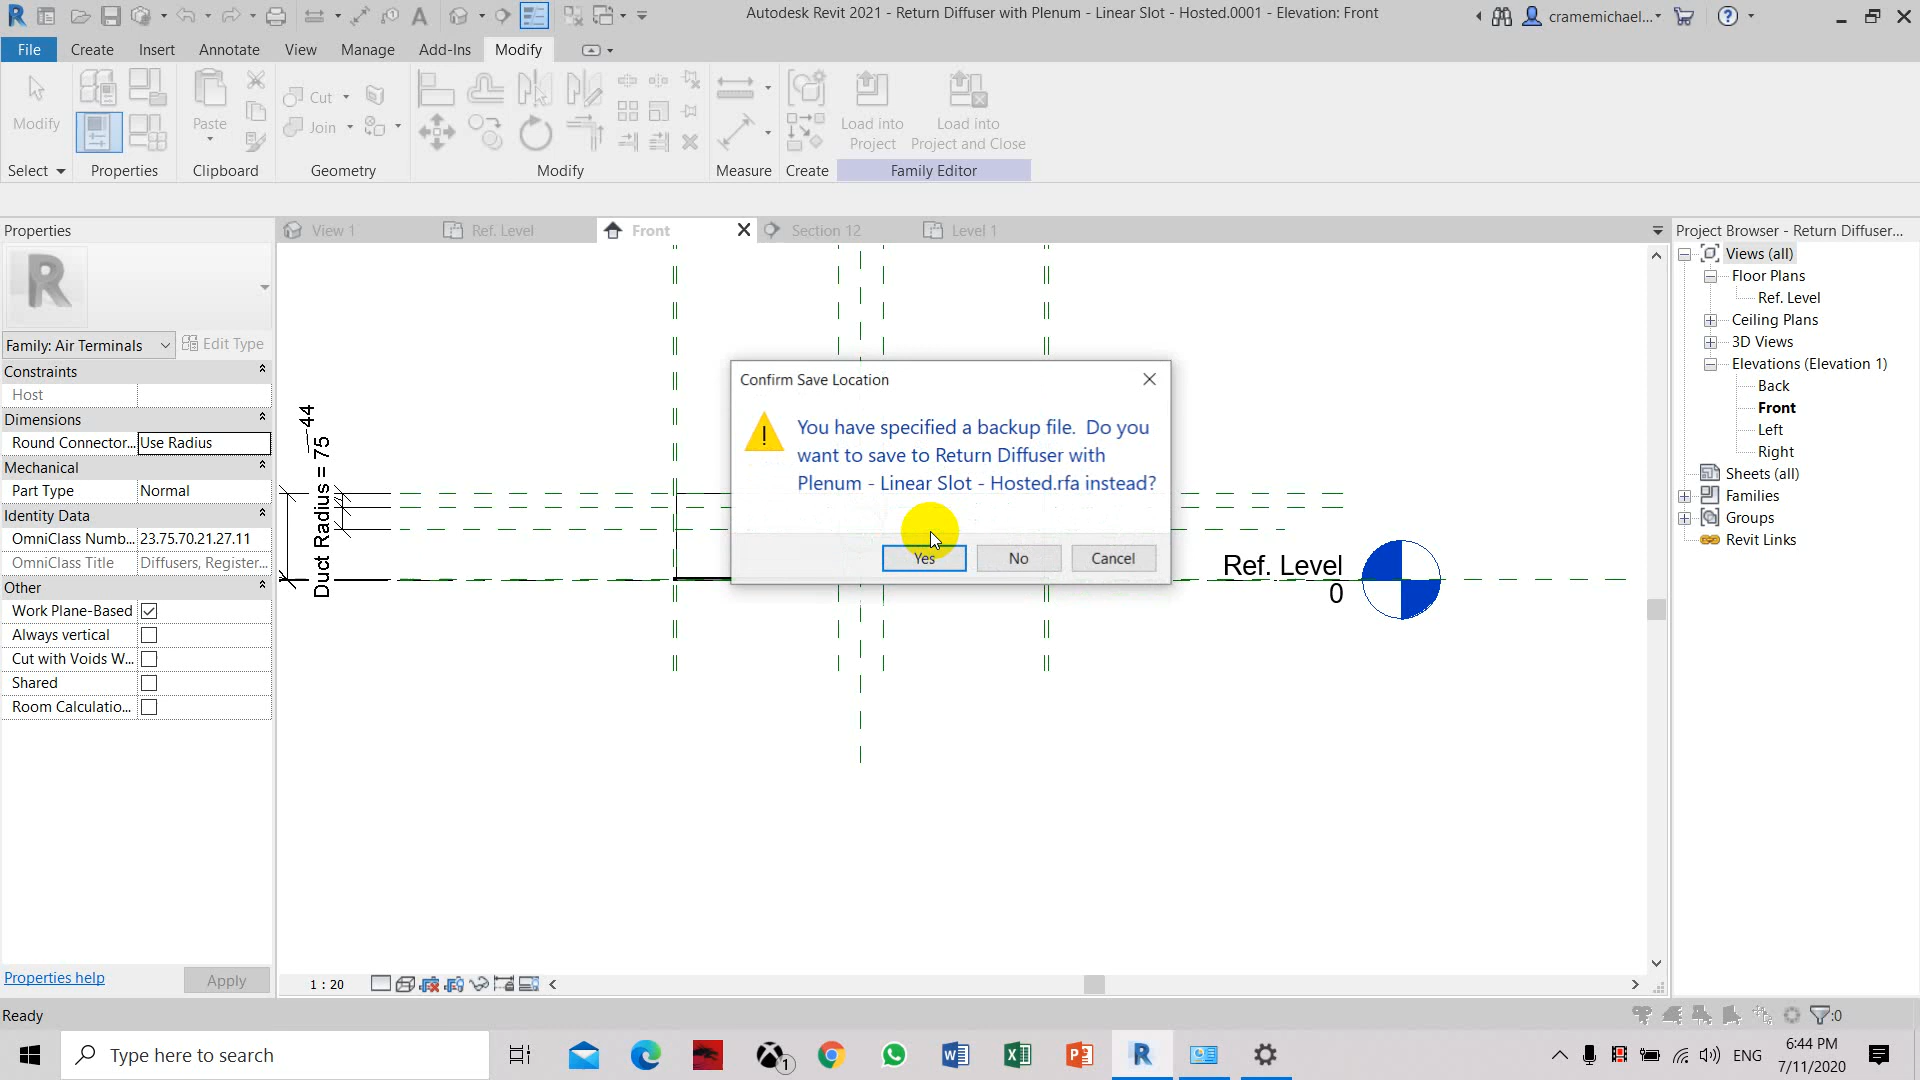 Autodesk Revit 2021 - Return Diffuser with Plenum - Linear Slot - Hosted.0001 - Elevation: Front
cramemichael...
File Create Insert Annotate View Manage Add-Ins Modify
Modify
Paste
Cut
Join
Load into Project
Load into Project and Close
Select Properties Clipboard Geometry Modify Measure Create Family Editor
Properties
View 1 Ref. Level Front Section 12 Level 1
Project Browser - Return Diffuser...
Family: Air Terminals
Edit Type
Constraints
Host
Dimensions
Round Connector... Use Radius
Mechanical
Part Type Normal
Identity Data
OmniClass Numb... 23.75.70.21.27.11
OmniClass Title Diffusers, Register...
Other
Work Plane-Based
Always vertical
Cut with Voids W...
Shared
Room Calculatio...
Properties help
Apply
44
Duct Radius = 75
Confirm Save Location
You have specified a backup file. Do you
want to save to Return Diffuser with
Plenum - Linear Slot - Hosted.rfa instead?
Yes No Cancel
Ref. Level
0
Views (all)
Floor Plans
Ref. Level
Ceiling Plans
3D Views
Elevations (Elevation 1)
Back
Front
Left
Right
Sheets (all)
Families
Groups
Revit Links
1 : 20
Ready
:0
Type here to search
1
ENG
6:44 PM
7/11/2020